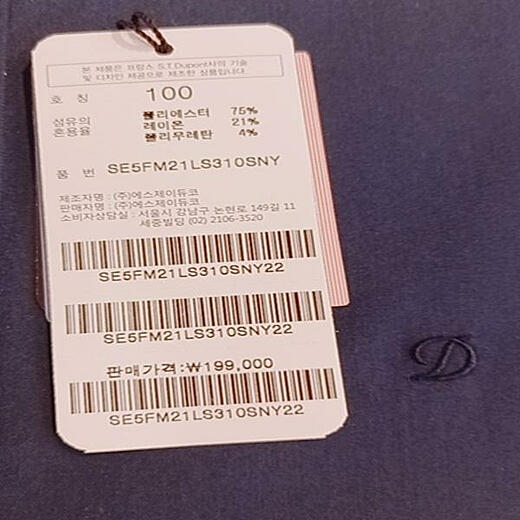 본 제품은 프랑스 S.T.Dupont사의 기술
및 디자인 제공으로 제조한 상품입니다.
호 칭 100
섬유의 혼용율
폴리에스터 75%
레이온 21%
폴리우레탄 4%
품 번 SE5FM21LS310SNY
제조자명 : (주)에스제이듀코
판매자명 : (주)에스제이듀코
소비자상담실 : 서울시 강남구 논현로 149길 11
세중빌딩 (02) 2106-3520
SE5FM21LS310SNY22
SE5FM21LS310SNY22
판매가격:₩199,000
SE5FM21LS310SNY22
D